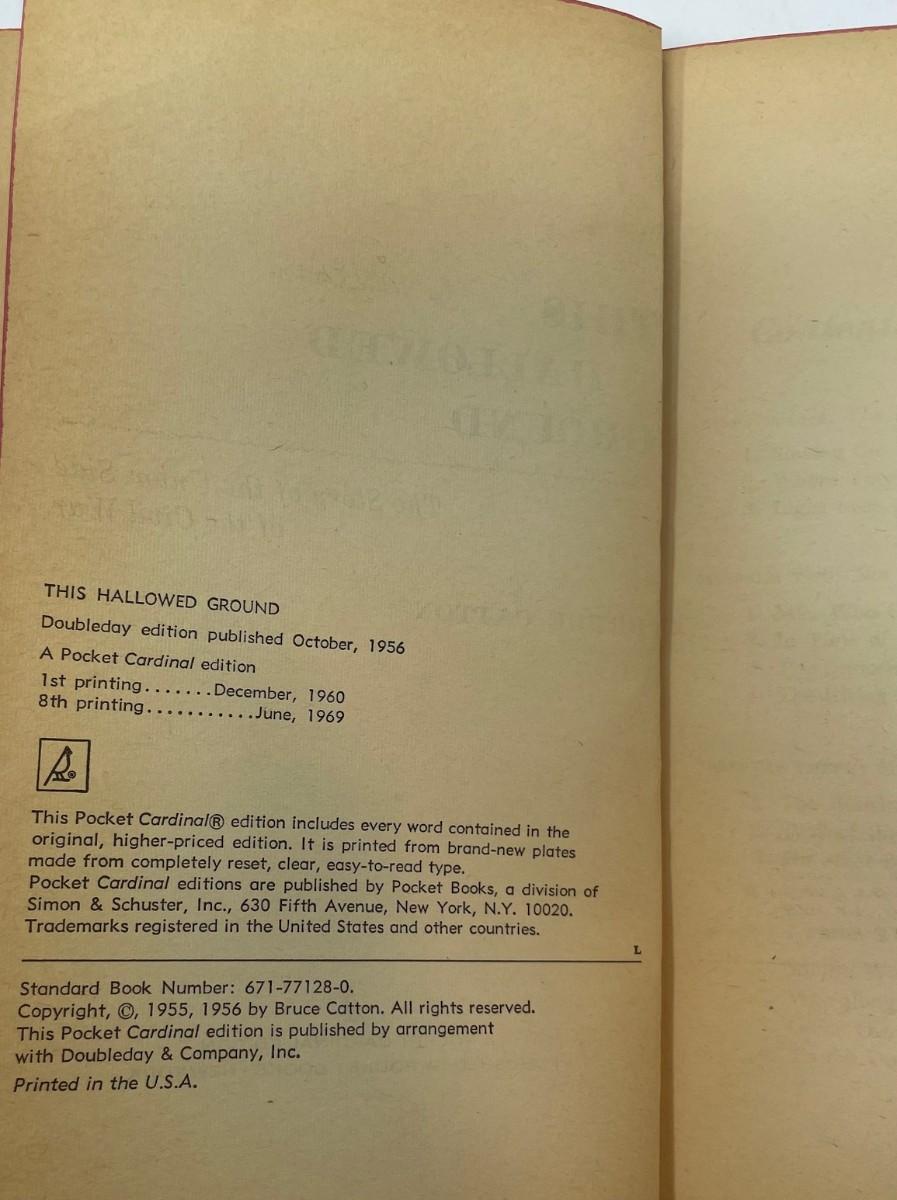 THIS HALLOWED GROUND
Doubleday edition published October, 1956
A Pocket Cardinal edition
1st printing.......December, 1960
8th printing...........June, 1969
This Pocket Cardinal® edition includes every word contained in the
original, higher-priced edition. It is printed from brand-new plates
made from completely reset, clear, easy-to-read type.
Pocket Cardinal editions are published by Pocket Books, a division of
Simon & Schuster, Inc., 630 Fifth Avenue, New York, N.Y. 10020.
Trademarks registered in the United States and other countries.
L
Standard Book Number: 671-77128-0.
Copyright, ©, 1955, 1956 by Bruce Catton. All rights reserved.
This Pocket Cardinal edition is published by arrangement
with Doubleday & Company, Inc.
Printed in the U.S.A.